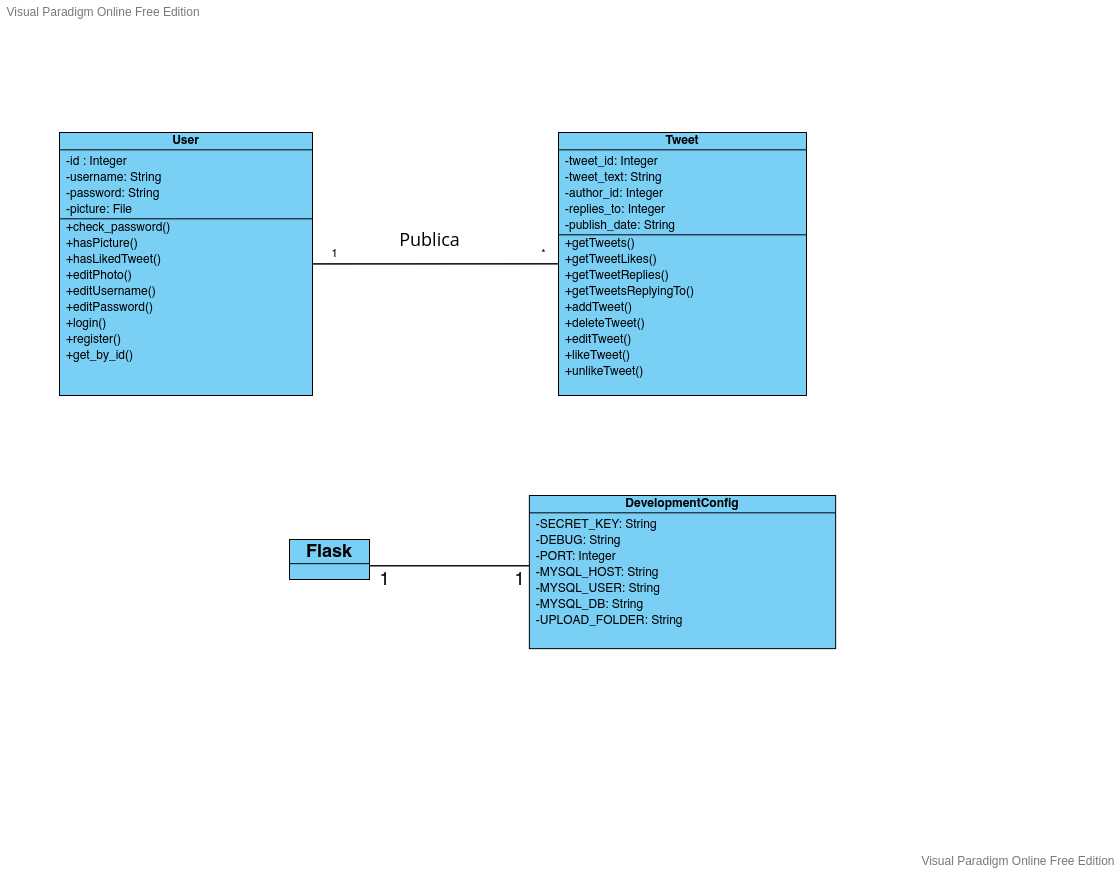 Visual Paradigm Online Free Edition
User
-id : Integer
-username: String
-password: String
-picture: File
+check_password()
+hasPicture()
+hasLikedTweet()
+editPhoto()
+editUsername()
+editPassword()
+login()
+register()
+get_by_id()
Publica
1
*
Tweet
-tweet_id: Integer
-tweet_text: String
-author_id: Integer
-replies_to: Integer
-publish_date: String
+getTweets()
+getTweetLikes()
+getTweetReplies()
+getTweetsReplyingTo()
+addTweet()
+deleteTweet()
+editTweet()
+likeTweet()
+unlikeTweet()
Flask
1
1
DevelopmentConfig
-SECRET_KEY: String
-DEBUG: String
-PORT: Integer
-MYSQL_HOST: String
-MYSQL_USER: String
-MYSQL_DB: String
-UPLOAD_FOLDER: String
Visual Paradigm Online Free Edition